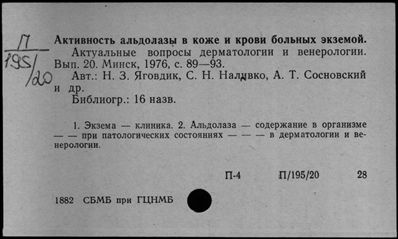 П
195/20
Активность альдолазы в коже и крови больных экземой.
Актуальные вопросы дерматологии и венерологии.
Вып. 20. Минск, 1976, с. 89—93.
Авт.: Н. З. Яговдик, С. Н. Наливко, А. Т. Сосновский
и др.
Библиогр.: 16 назв.
1. Экзема — клиника. 2. Альдолаза — содержание в организме
— — при патологических состояниях — — — в дерматологии и ве-
нерологии.
П-4 П/195/20 28
1882 СБМБ при ГЦНМБ